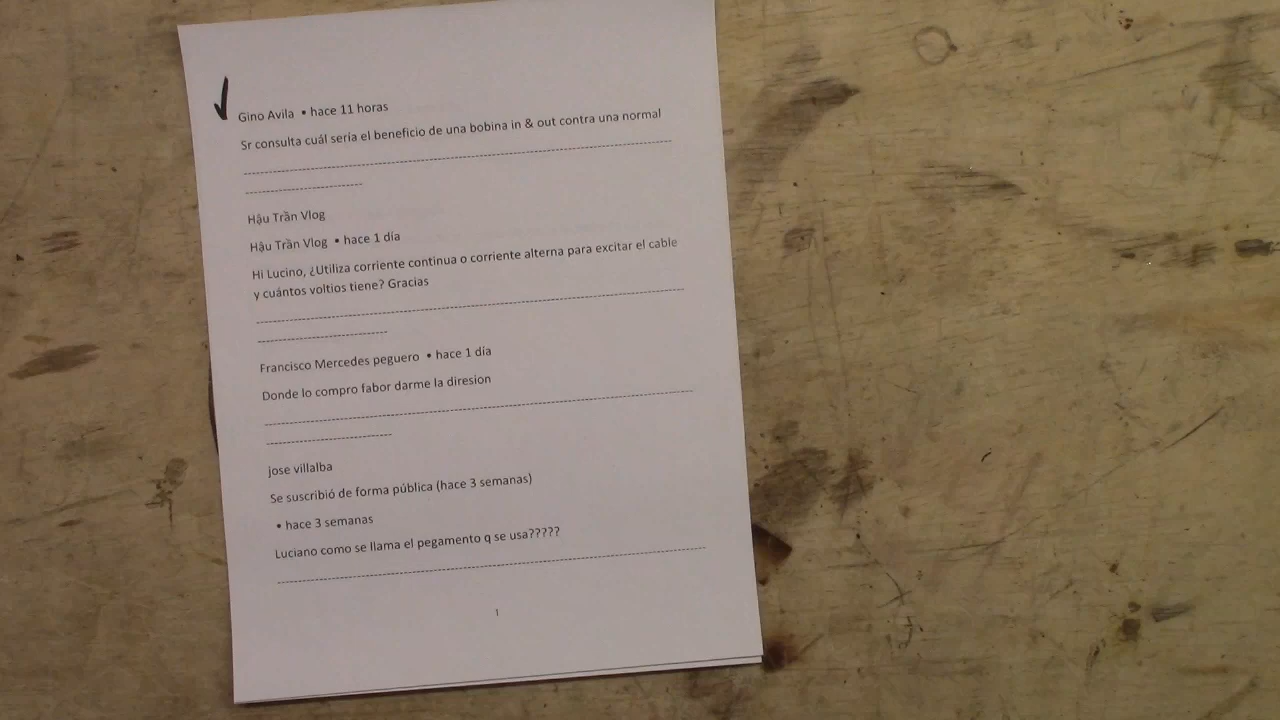 Gino Avila • hace 11 horas
Sr consulta cuál sería el beneficio de una bobina in & out contra una normal
Hậu Trần Vlog
Hậu Trần Vlog • hace 1 día
Hi Lucino, ¿Utiliza corriente continua o corriente alterna para excitar el cable
y cuántos voltios tiene? Gracias
Francisco Mercedes peguero • hace 1 día
Donde lo compro fabor darme la diresion
jose villalba
Se suscribió de forma pública (hace 3 semanas)
• hace 3 semanas
Luciano como se llama el pegamento q se usa?????
1